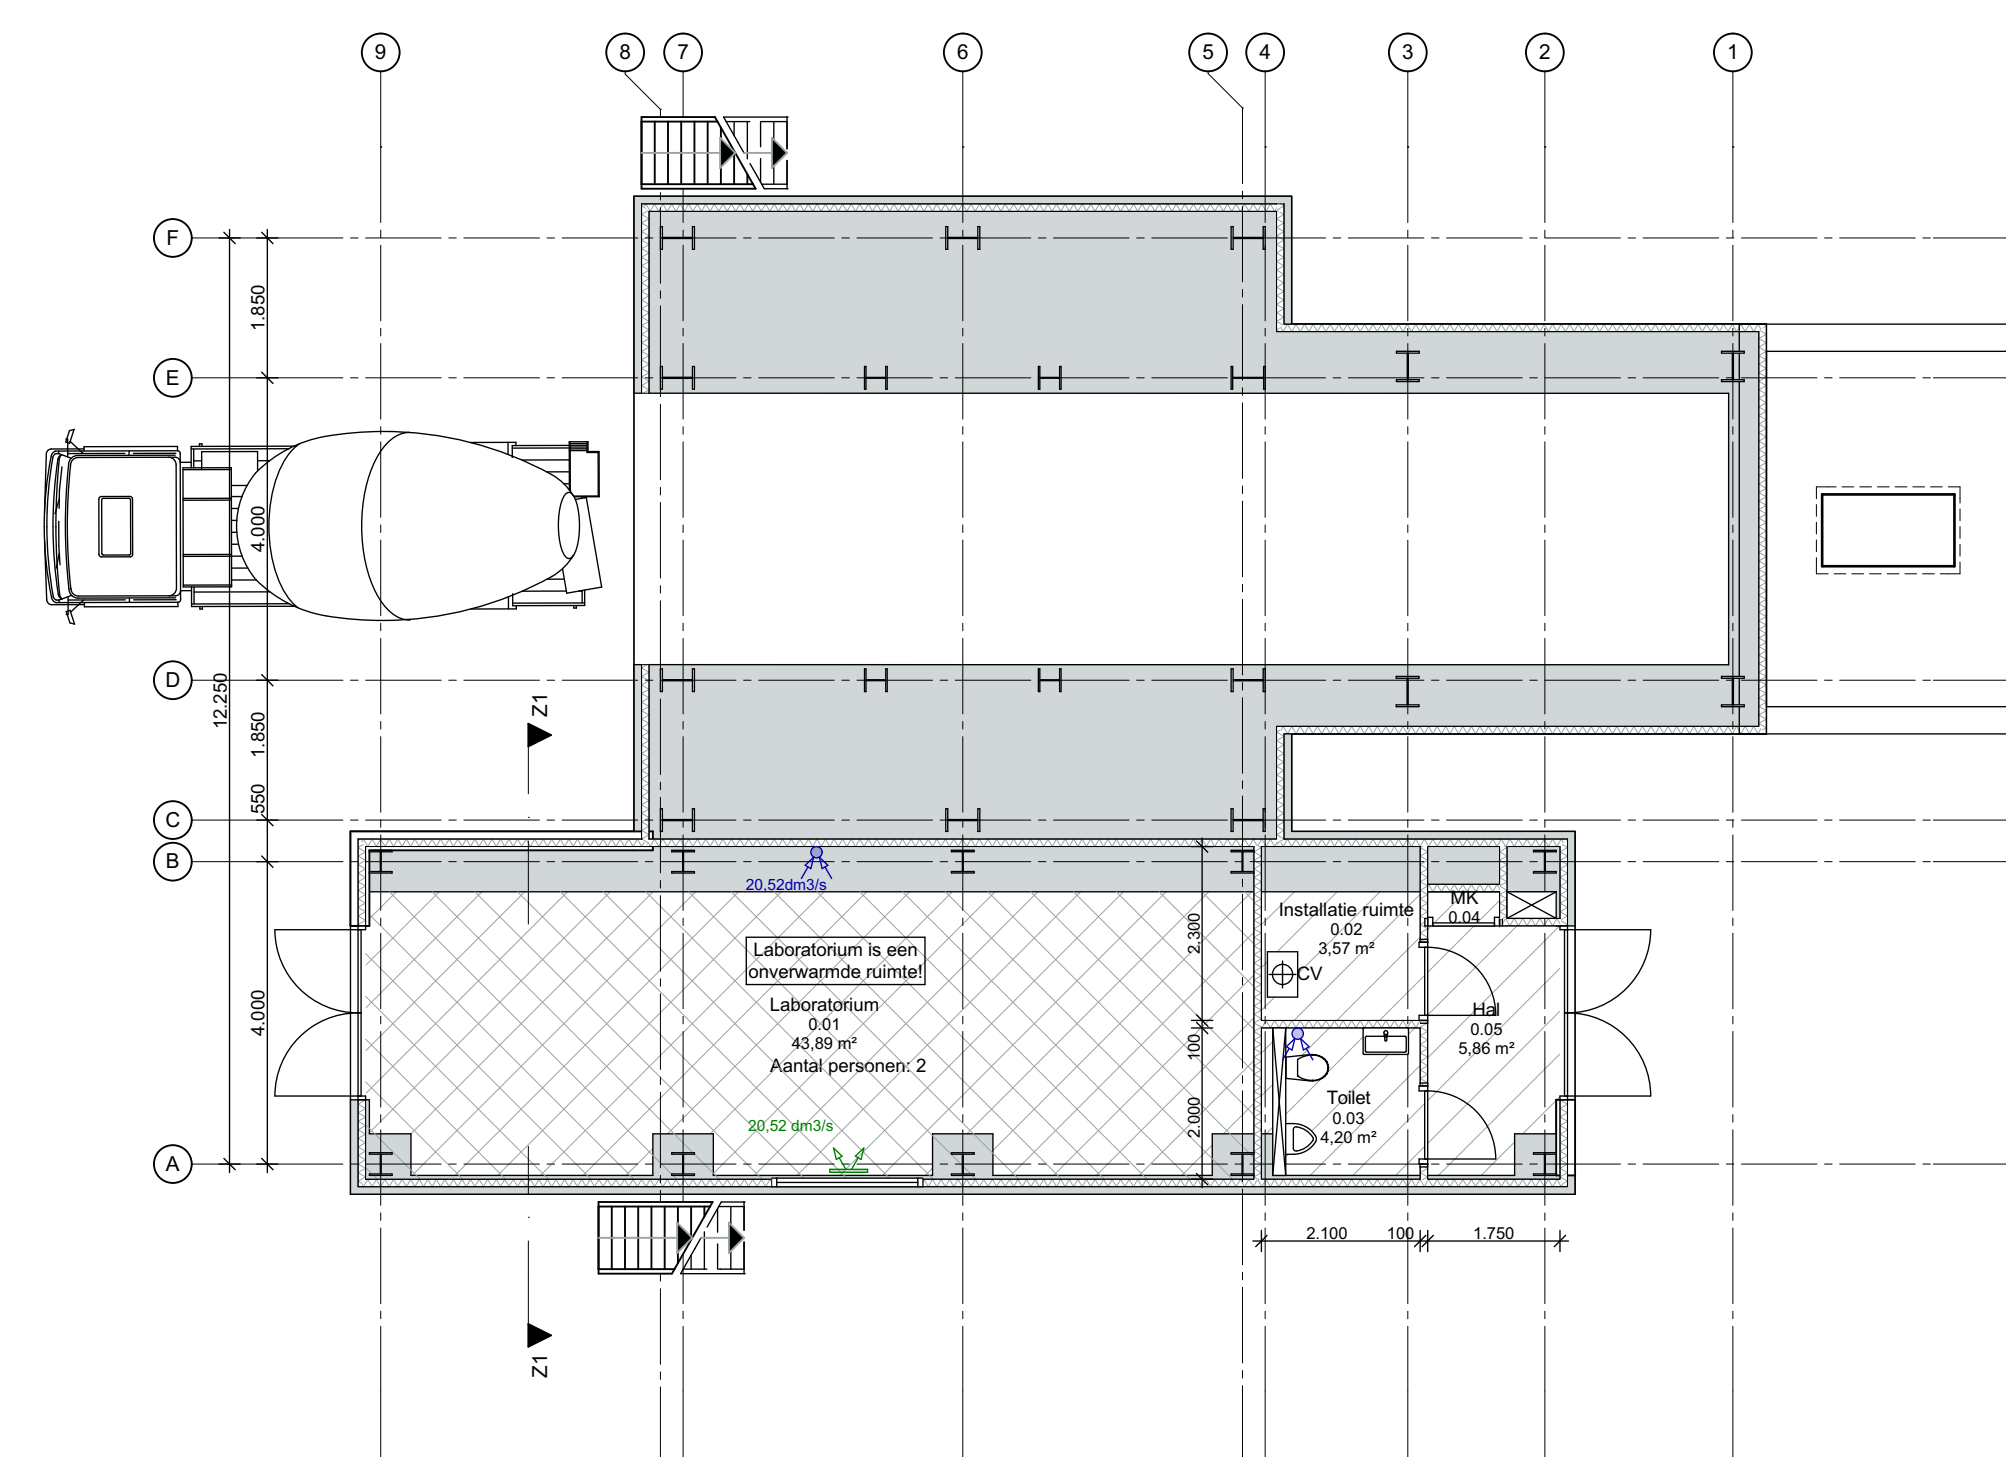 9
8
7
6
5
4
3
2
1
F
E
D
C
B
A
1.850
4.000
12.250
1.850
550
4.000
Z1
Z1
20,52dm3/s
Laboratorium is een
onverwarmde ruimte!
Laboratorium
0.01
43,89 m²
Aantal personen: 2
20,52 dm3/s
2.300
100
2.000
Installatie ruimte
0.02
3,57 m²
CV
MK
0.04
Hal
0.05
5,86 m²
Toilet
0.03
4,20 m²
2.100
100
1.750